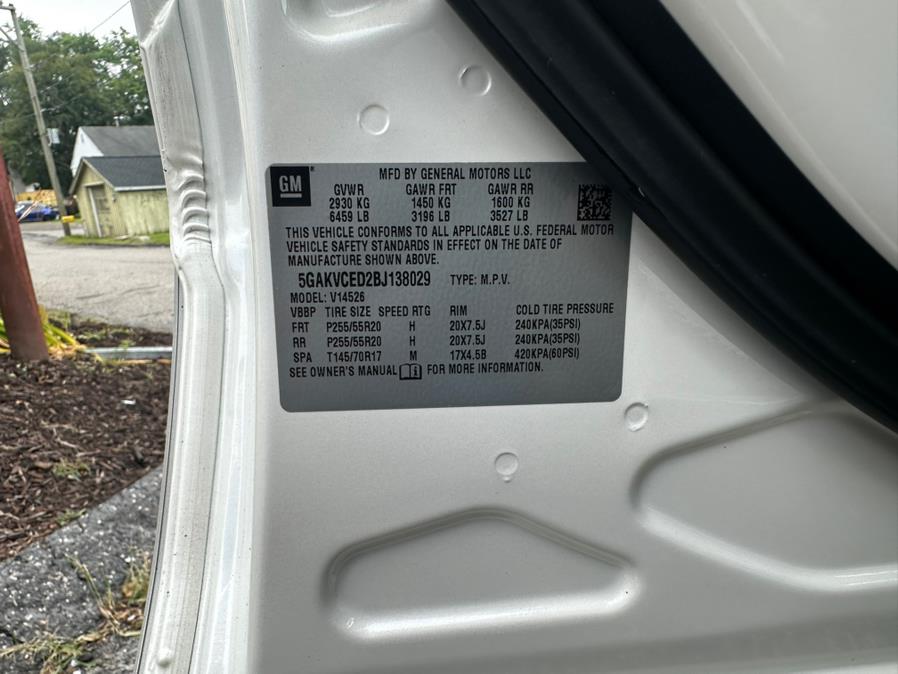 GM
MFD BY GENERAL MOTORS LLC
GVWR GAWR FRT GAWR RR
2930 KG 1450 KG 1600 KG
6459 LB 3196 LB 3527 LB
THIS VEHICLE CONFORMS TO ALL APPLICABLE U.S. FEDERAL MOTOR
VEHICLE SAFETY STANDARDS IN EFFECT ON THE DATE OF
MANUFACTURE SHOWN ABOVE.
5GAKVCED2BJ138029 TYPE: M.P.V.
MODEL: V14526
VBBP TIRE SIZE SPEED RTG RIM COLD TIRE PRESSURE
FRT P255/55R20 H 20X7.5J 240KPA(35PSI)
RR P255/55R20 H 20X7.5J 240KPA(35PSI)
SPA T145/70R17 M 17X4.5B 420KPA(60PSI)
SEE OWNER'S MANUAL FOR MORE INFORMATION.